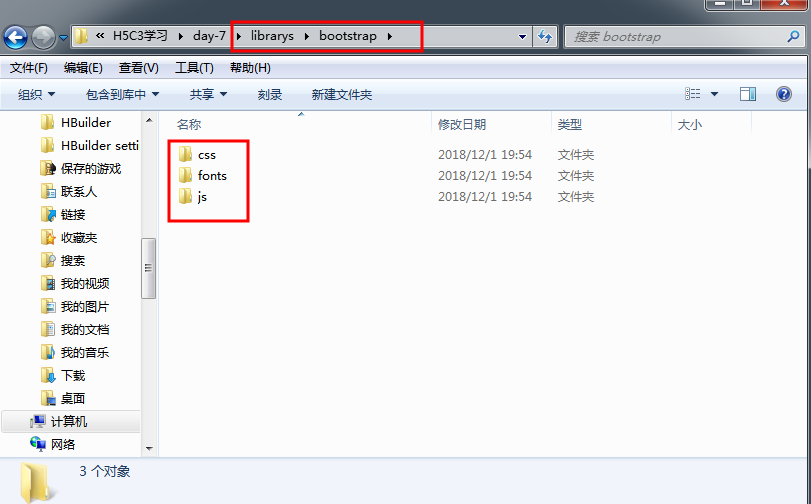 « H5C3学习 ▸ day-7 ▸ librarys ▸ bootstrap ▸
搜索 bootstrap
文件(F) 编辑(E) 查看(V) 工具(T) 帮助(H)
组织 包含到库中 共享 刻录 新建文件夹
名称 修改日期 类型 大小
HBuilder
HBuilder setti
保存的游戏
联系人
链接
收藏夹
搜索
我的视频
我的图片
我的文档
我的音乐
下载
桌面
计算机
网络
css 2018/12/1 19:54 文件夹
fonts 2018/12/1 19:54 文件夹
js 2018/12/1 19:54 文件夹
3 个对象